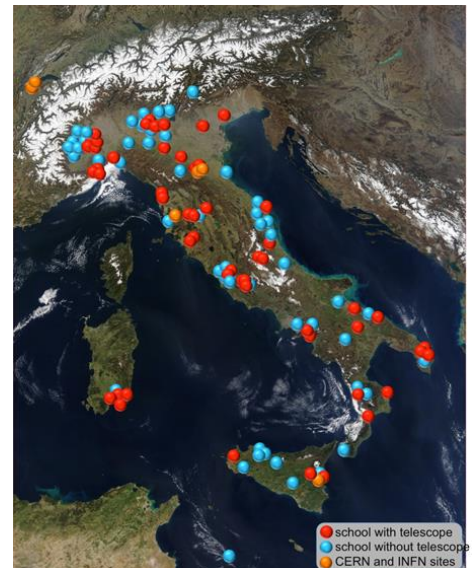 school with telescope
school without telescope
CERN and INFN sites